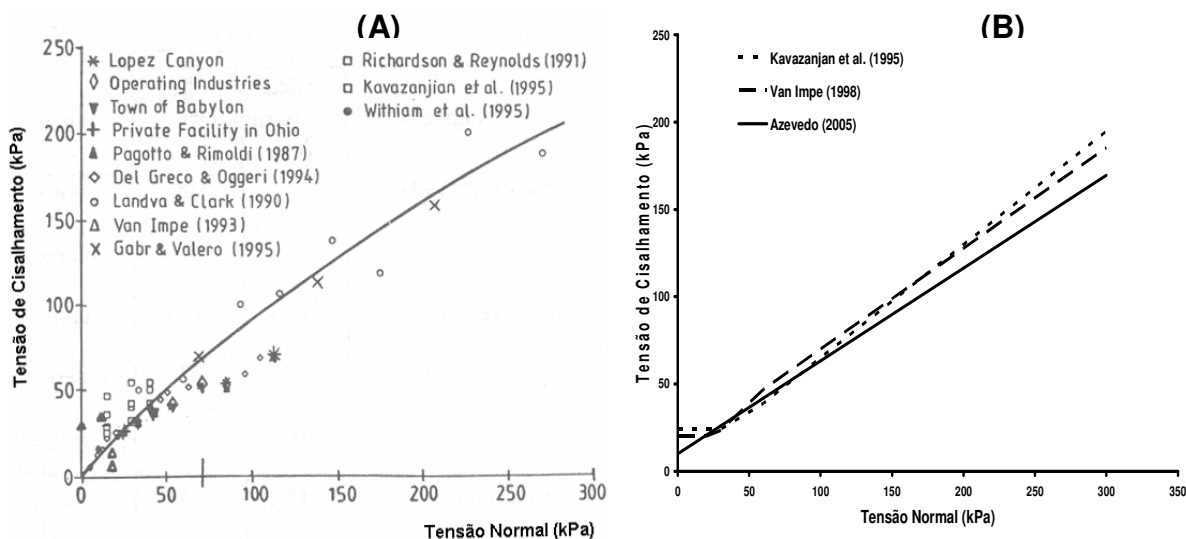 (A)
Tensão de Cisalhamento (kPa)
250
200
150
100
50
0
Lopez Canyon
Operating Industries
Town of Babylon
Private Facility in Ohio
Pagotto & Rimoldi (1987)
Del Greco & Oggeri (1994)
Landva & Clark (1990)
Van Impe (1993)
Gabr & Valero (1995)
Richardson & Reynolds (1991)
Kavazanjian et al. (1995)
Withiam et al. (1995)
0 50 100 150 200 250 300
Tensão Normal (kPa)
(B)
Tensão de Cisalhamento (kPa)
250
200
150
100
50
0
Kavazanjan et al. (1995)
Van Impe (1998)
Azevedo (2005)
0 50 100 150 200 250 300 350
Tensão Normal (kPa)